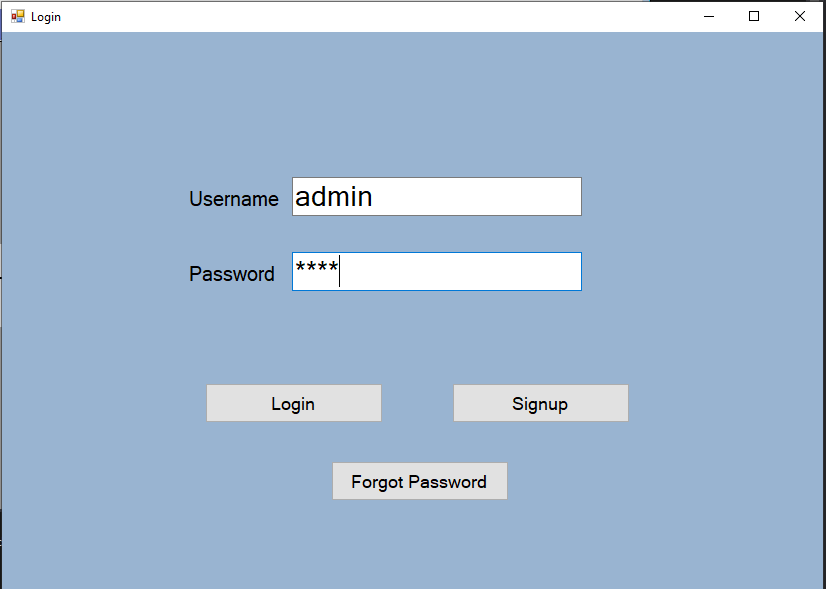 Login
Username admin
Password ****
Login Signup
Forgot Password